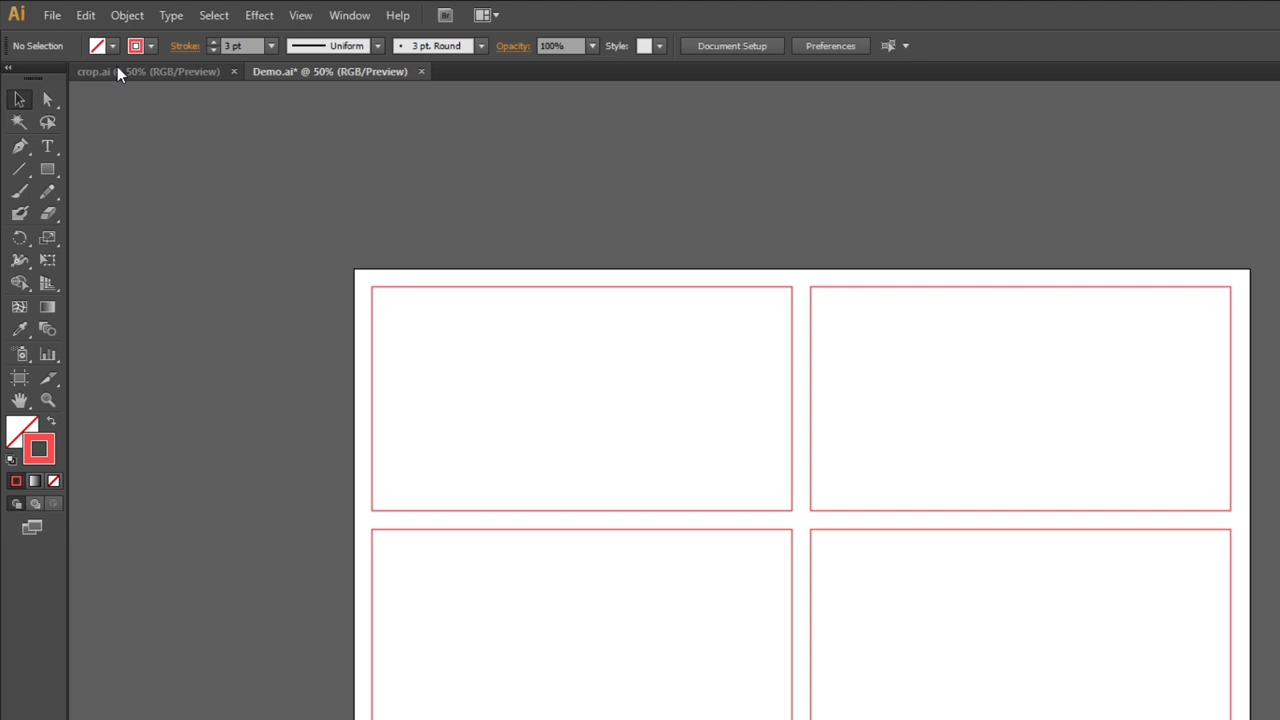 Ai File Edit Object Type Select Effect View Window Help Br
No Selection Stroke: 3 pt Uniform 3 pt. Round Opacity: 100% Style: Document Setup Preferences
crop.ai 50% (RGB/Preview) × Demo.ai* @ 50% (RGB/Preview) ×
T